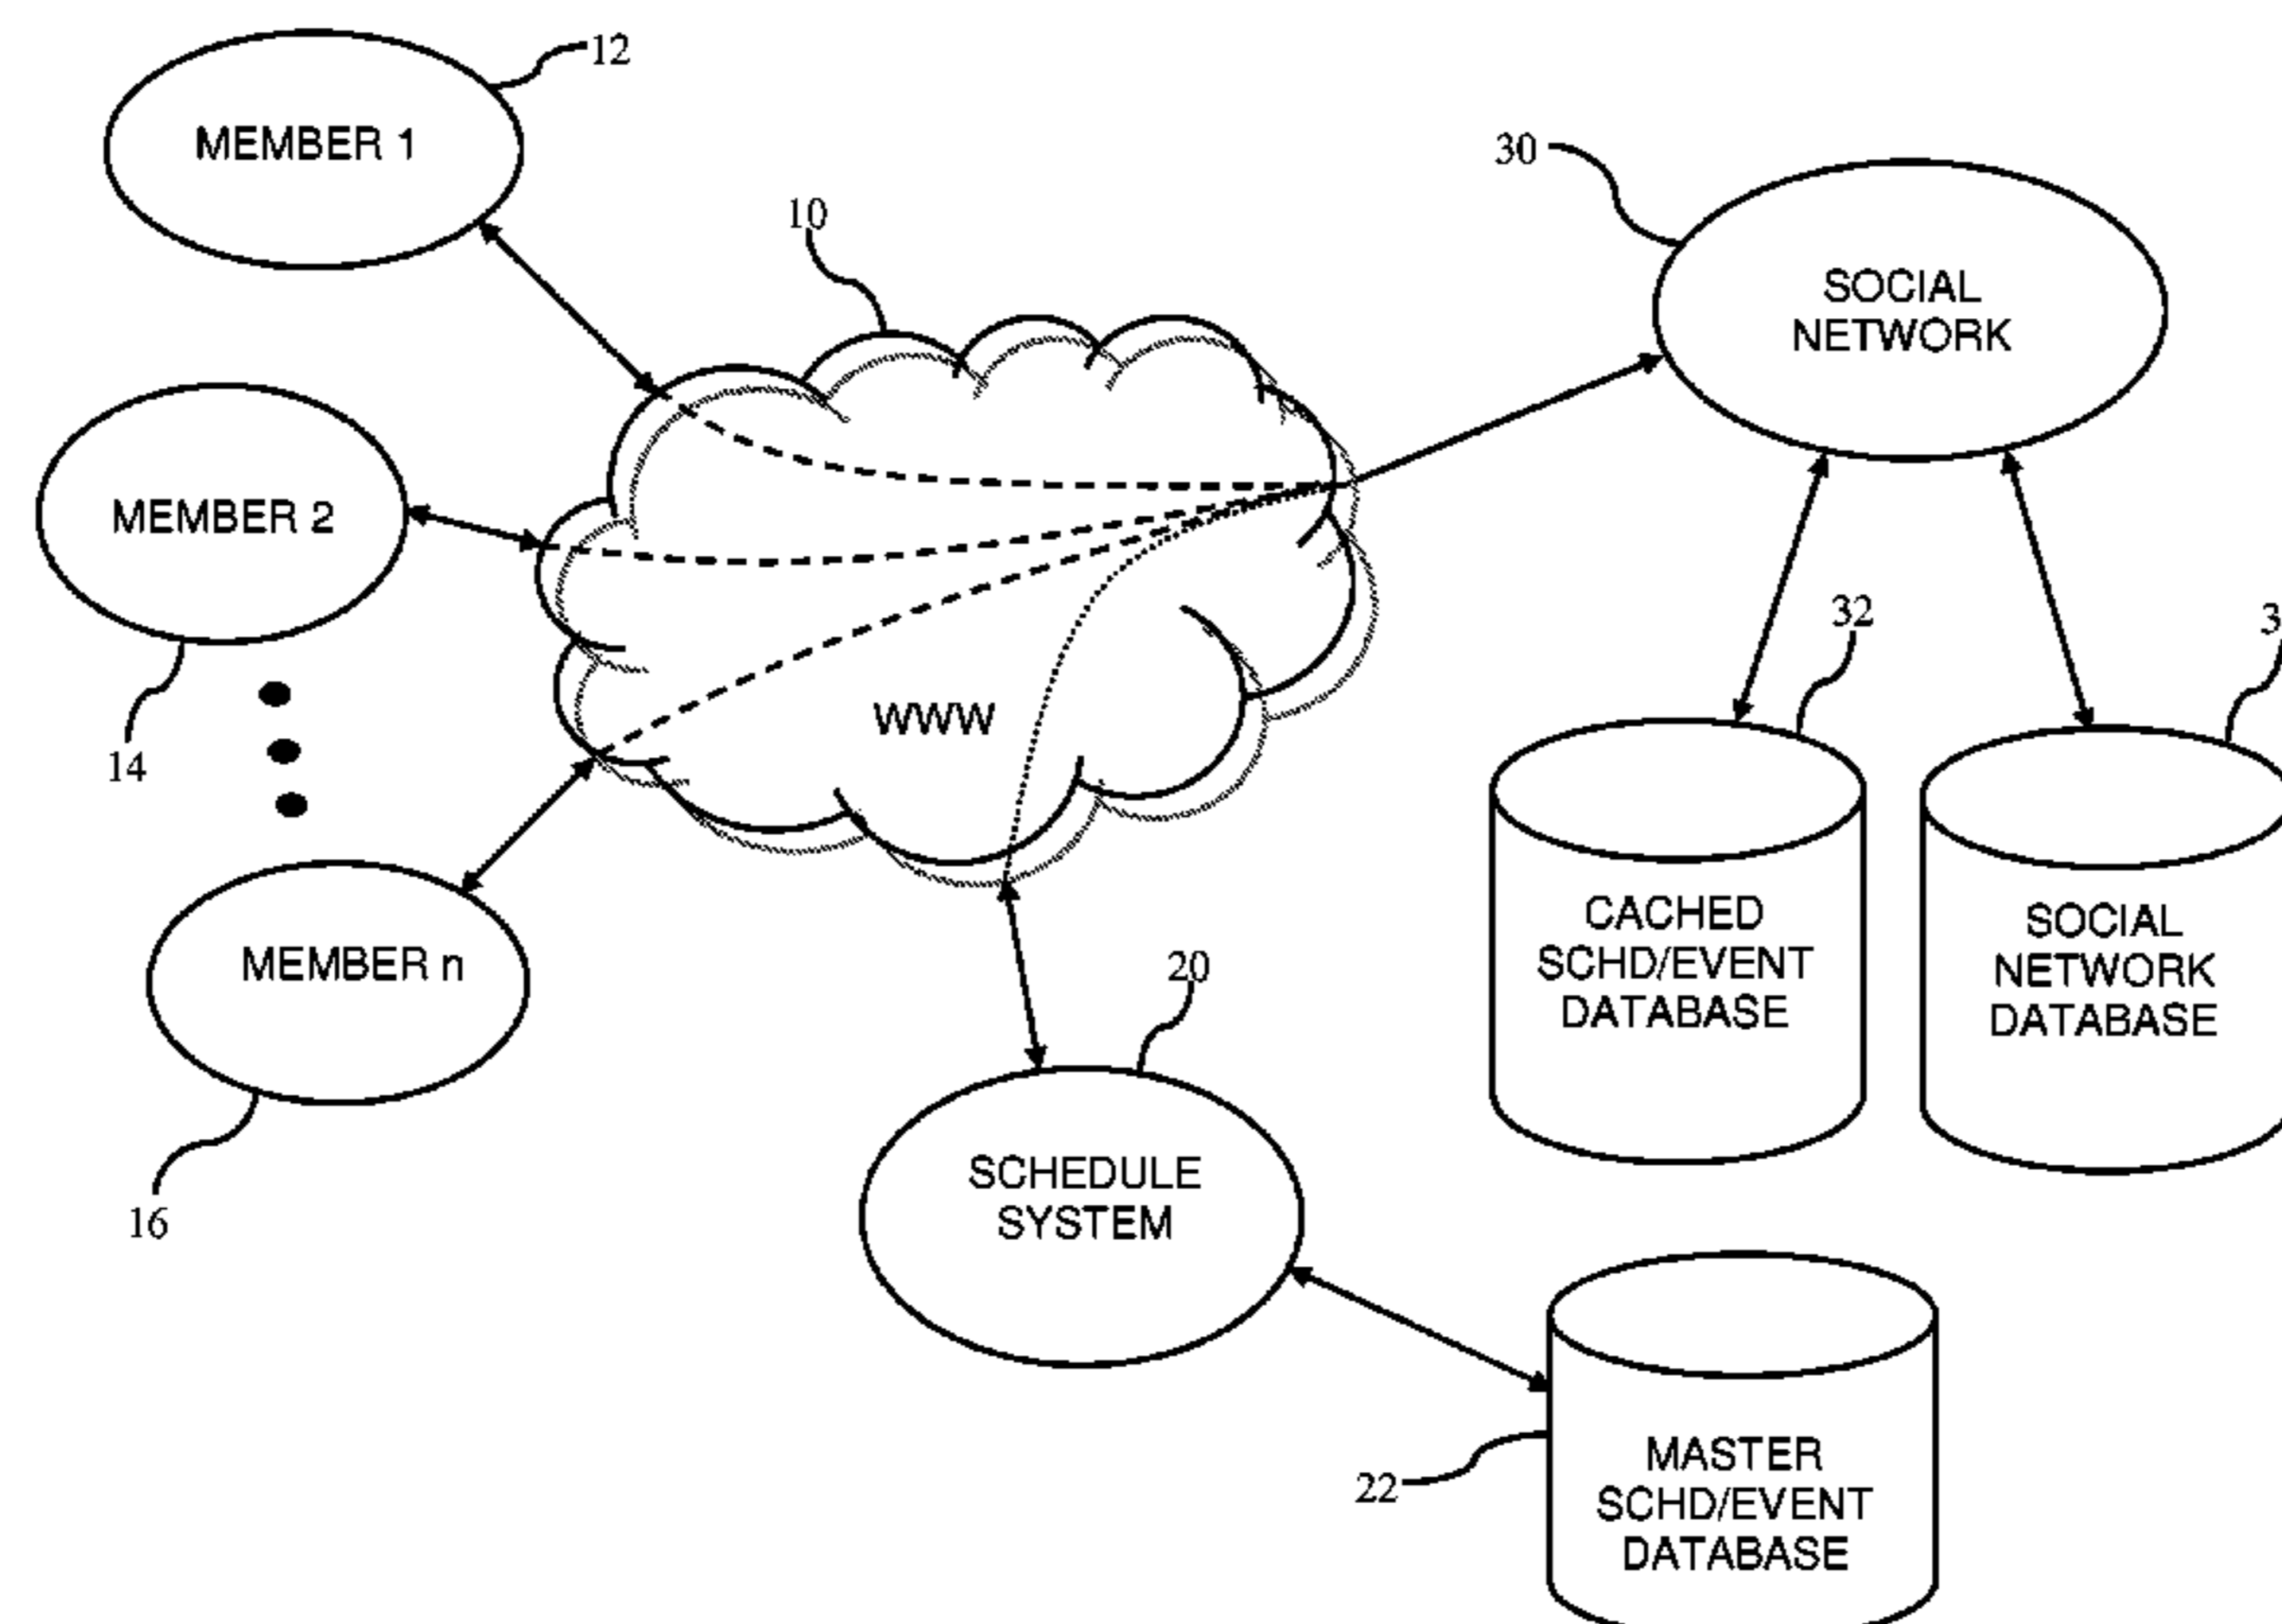 12
MEMBER 1
10
30
SOCIAL
NETWORK
MEMBER 2
14
WWW
32
MEMBER n
16
20
SCHEDULE
SYSTEM
CACHED
SCHD/EVENT
DATABASE
SOCIAL
NETWORK
DATABASE
22
MASTER
SCHD/EVENT
DATABASE